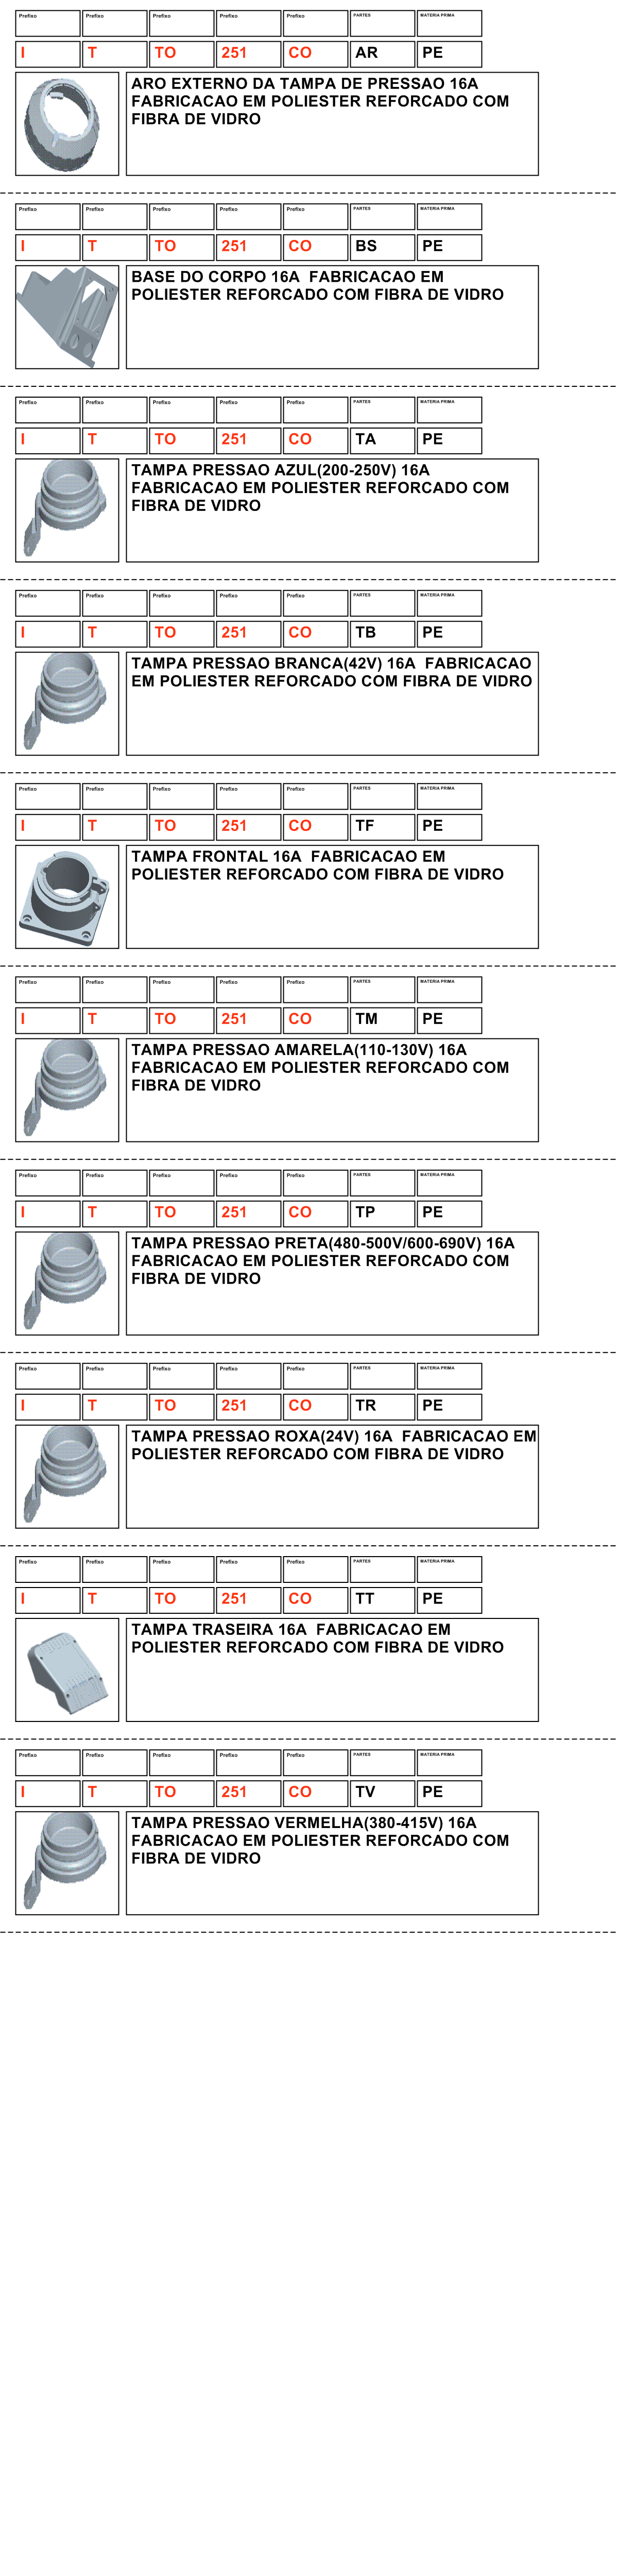 Prefixo Prefixo Prefixo Prefixo Prefixo PARTES MATERIA PRIMA
I T TO 251 CO AR PE
ARO EXTERNO DA TAMPA DE PRESSAO 16A
FABRICACAO EM POLIESTER REFORCADO COM
FIBRA DE VIDRO
Prefixo Prefixo Prefixo Prefixo Prefixo PARTES MATERIA PRIMA
I T TO 251 CO BS PE
BASE DO CORPO 16A  FABRICACAO EM
POLIESTER REFORCADO COM FIBRA DE VIDRO
Prefixo Prefixo Prefixo Prefixo Prefixo PARTES MATERIA PRIMA
I T TO 251 CO TA PE
TAMPA PRESSAO AZUL(200-250V) 16A
FABRICACAO EM POLIESTER REFORCADO COM
FIBRA DE VIDRO
Prefixo Prefixo Prefixo Prefixo Prefixo PARTES MATERIA PRIMA
I T TO 251 CO TB PE
TAMPA PRESSAO BRANCA(42V) 16A  FABRICACAO
EM POLIESTER REFORCADO COM FIBRA DE VIDRO
Prefixo Prefixo Prefixo Prefixo Prefixo PARTES MATERIA PRIMA
I T TO 251 CO TF PE
TAMPA FRONTAL 16A  FABRICACAO EM
POLIESTER REFORCADO COM FIBRA DE VIDRO
Prefixo Prefixo Prefixo Prefixo Prefixo PARTES MATERIA PRIMA
I T TO 251 CO TM PE
TAMPA PRESSAO AMARELA(110-130V) 16A
FABRICACAO EM POLIESTER REFORCADO COM
FIBRA DE VIDRO
Prefixo Prefixo Prefixo Prefixo Prefixo PARTES MATERIA PRIMA
I T TO 251 CO TP PE
TAMPA PRESSAO PRETA(480-500V/600-690V) 16A
FABRICACAO EM POLIESTER REFORCADO COM
FIBRA DE VIDRO
Prefixo Prefixo Prefixo Prefixo Prefixo PARTES MATERIA PRIMA
I T TO 251 CO TR PE
TAMPA PRESSAO ROXA(24V) 16A  FABRICACAO EM
POLIESTER REFORCADO COM FIBRA DE VIDRO
Prefixo Prefixo Prefixo Prefixo Prefixo PARTES MATERIA PRIMA
I T TO 251 CO TT PE
TAMPA TRASEIRA 16A  FABRICACAO EM
POLIESTER REFORCADO COM FIBRA DE VIDRO
Prefixo Prefixo Prefixo Prefixo Prefixo PARTES MATERIA PRIMA
I T TO 251 CO TV PE
TAMPA PRESSAO VERMELHA(380-415V) 16A
FABRICACAO EM POLIESTER REFORCADO COM
FIBRA DE VIDRO